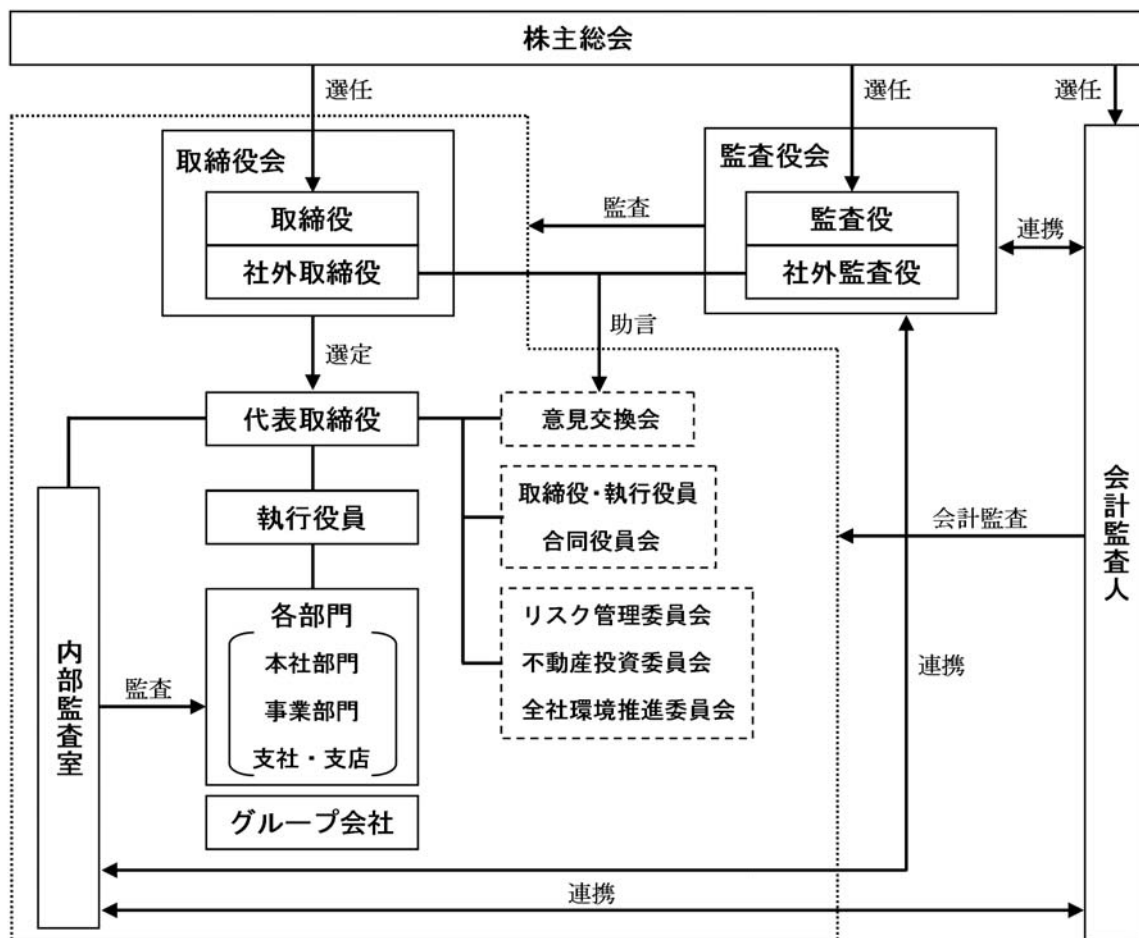 株主総会
選任
選任
選任
取締役会
取締役
社外取締役
監査
監査役会
監査役
社外監査役
連携
助言
選定
代表取締役
意見交換会
取締役・執行役員
合同役員会
執行役員
会計監査
会計監査人
リスク管理委員会
不動産投資委員会
全社環境推進委員会
各部門
本社部門
事業部門
支社・支店
内部監査室
監査
連携
グループ会社
連携